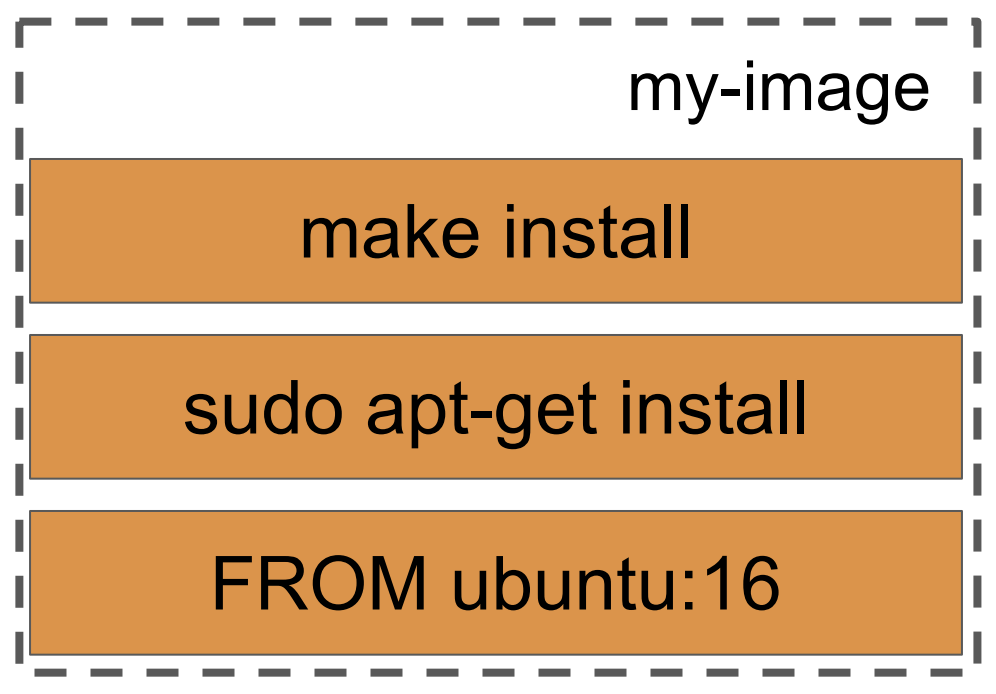 my-image
make install
sudo apt-get install
FROM ubuntu:16